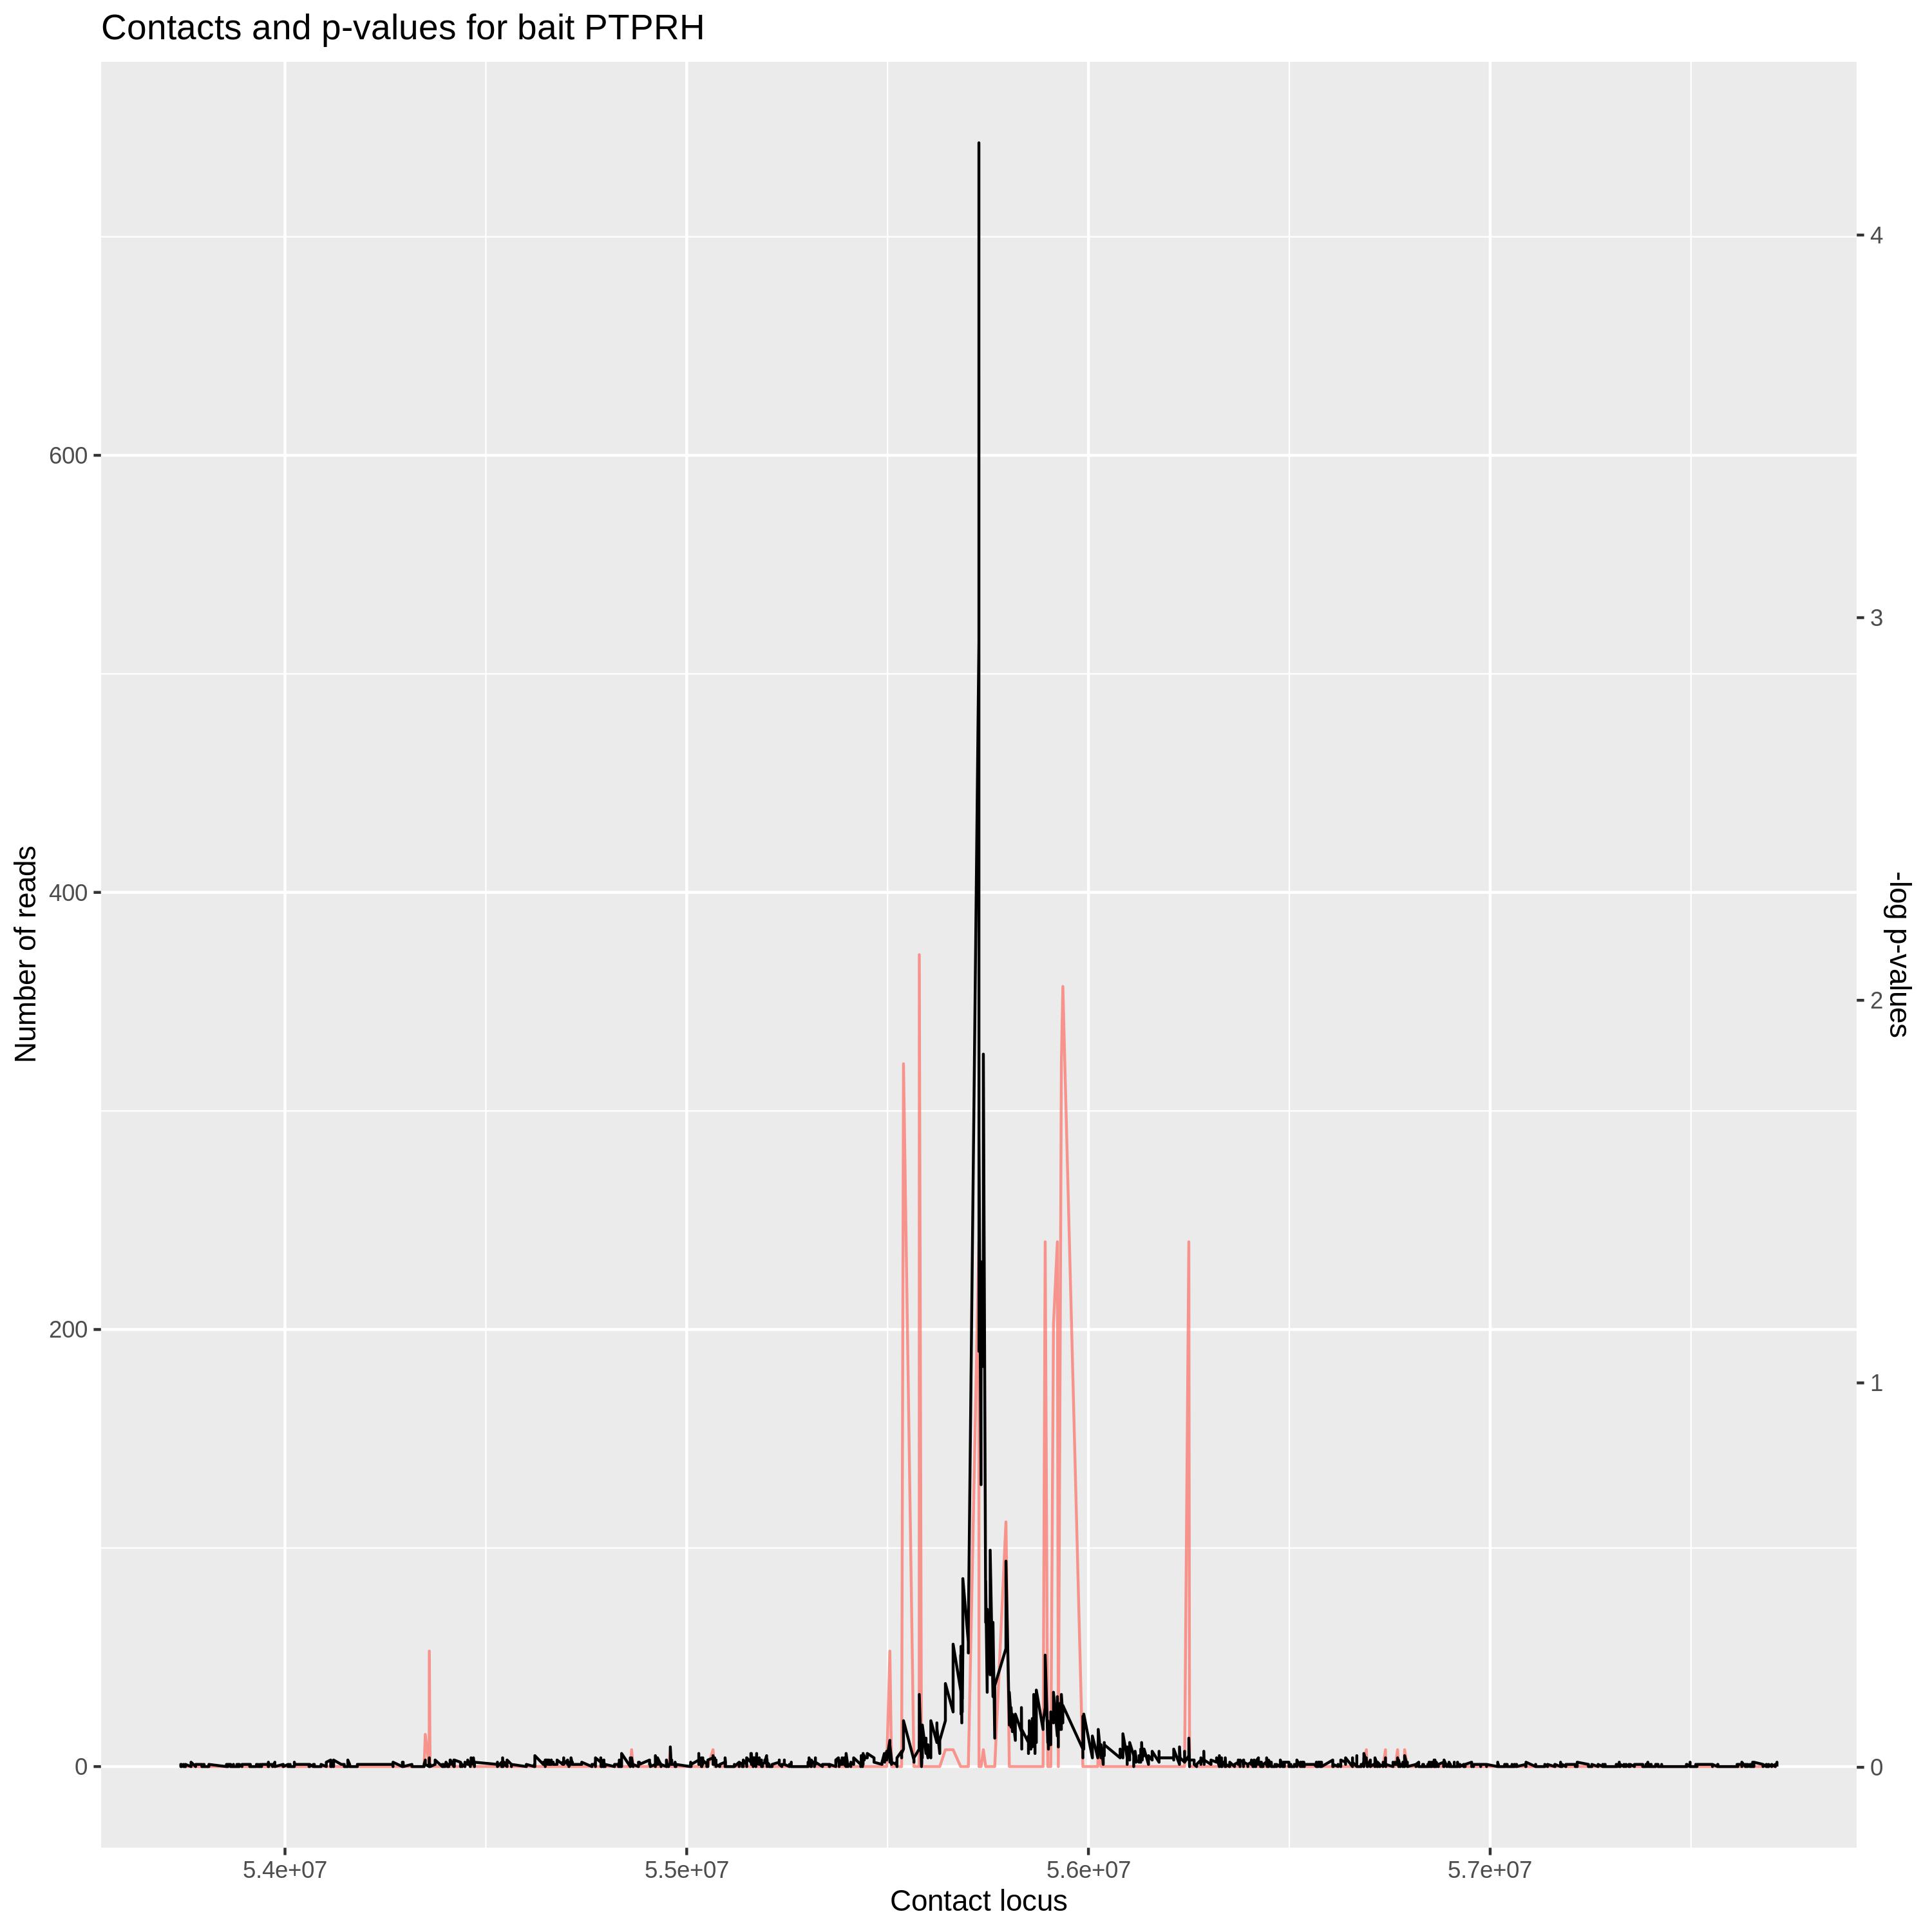 Contacts and p-values for bait PTPRH
Number of reads
600
400
200
0
4
3
2
1
0
-log p-values
5.4e+07 5.5e+07 5.6e+07 5.7e+07
Contact locus